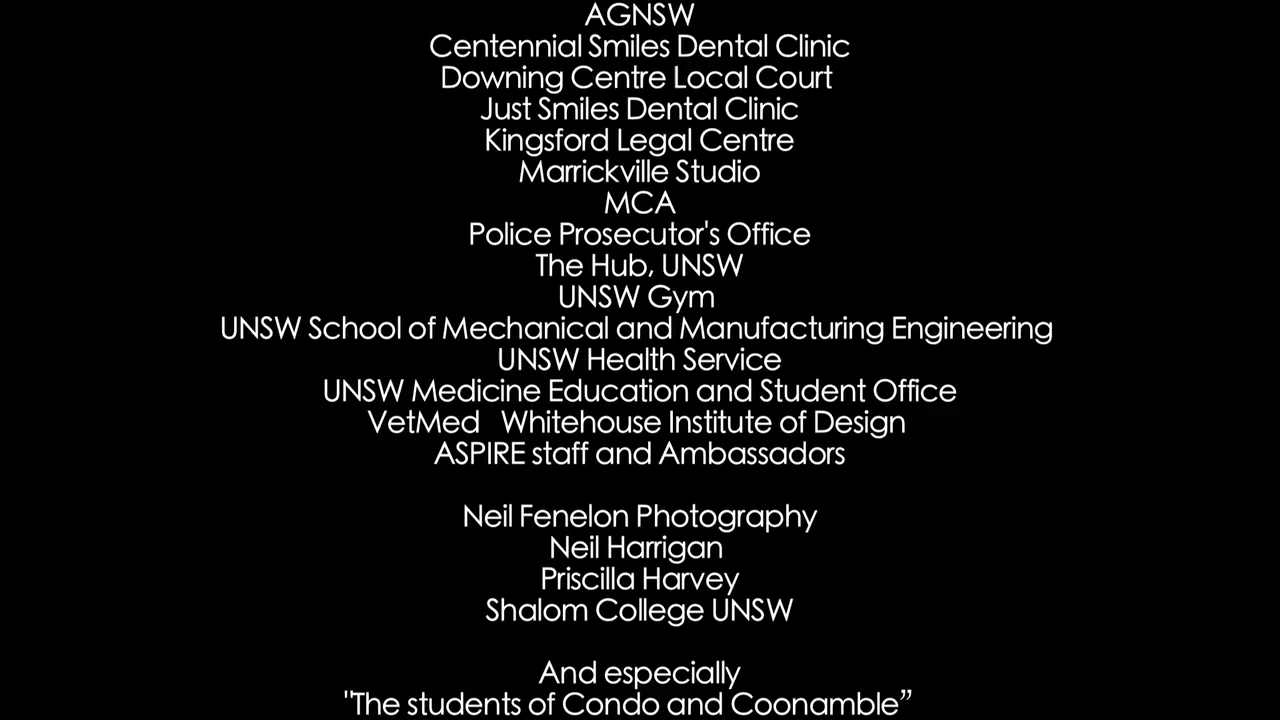 AGNSW
Centennial Smiles Dental Clinic
Downing Centre Local Court
Just Smiles Dental Clinic
Kingsford Legal Centre
Marrickville Studio
MCA
Police Prosecutor's Office
The Hub, UNSW
UNSW Gym
UNSW School of Mechanical and Manufacturing Engineering
UNSW Health Service
UNSW Medicine Education and Student Office
VetMed   Whitehouse Institute of Design
ASPIRE staff and Ambassadors
Neil Fenelon Photography
Neil Harrigan
Priscilla Harvey
Shalom College UNSW
And especially
"The students of Condo and Coonamble”